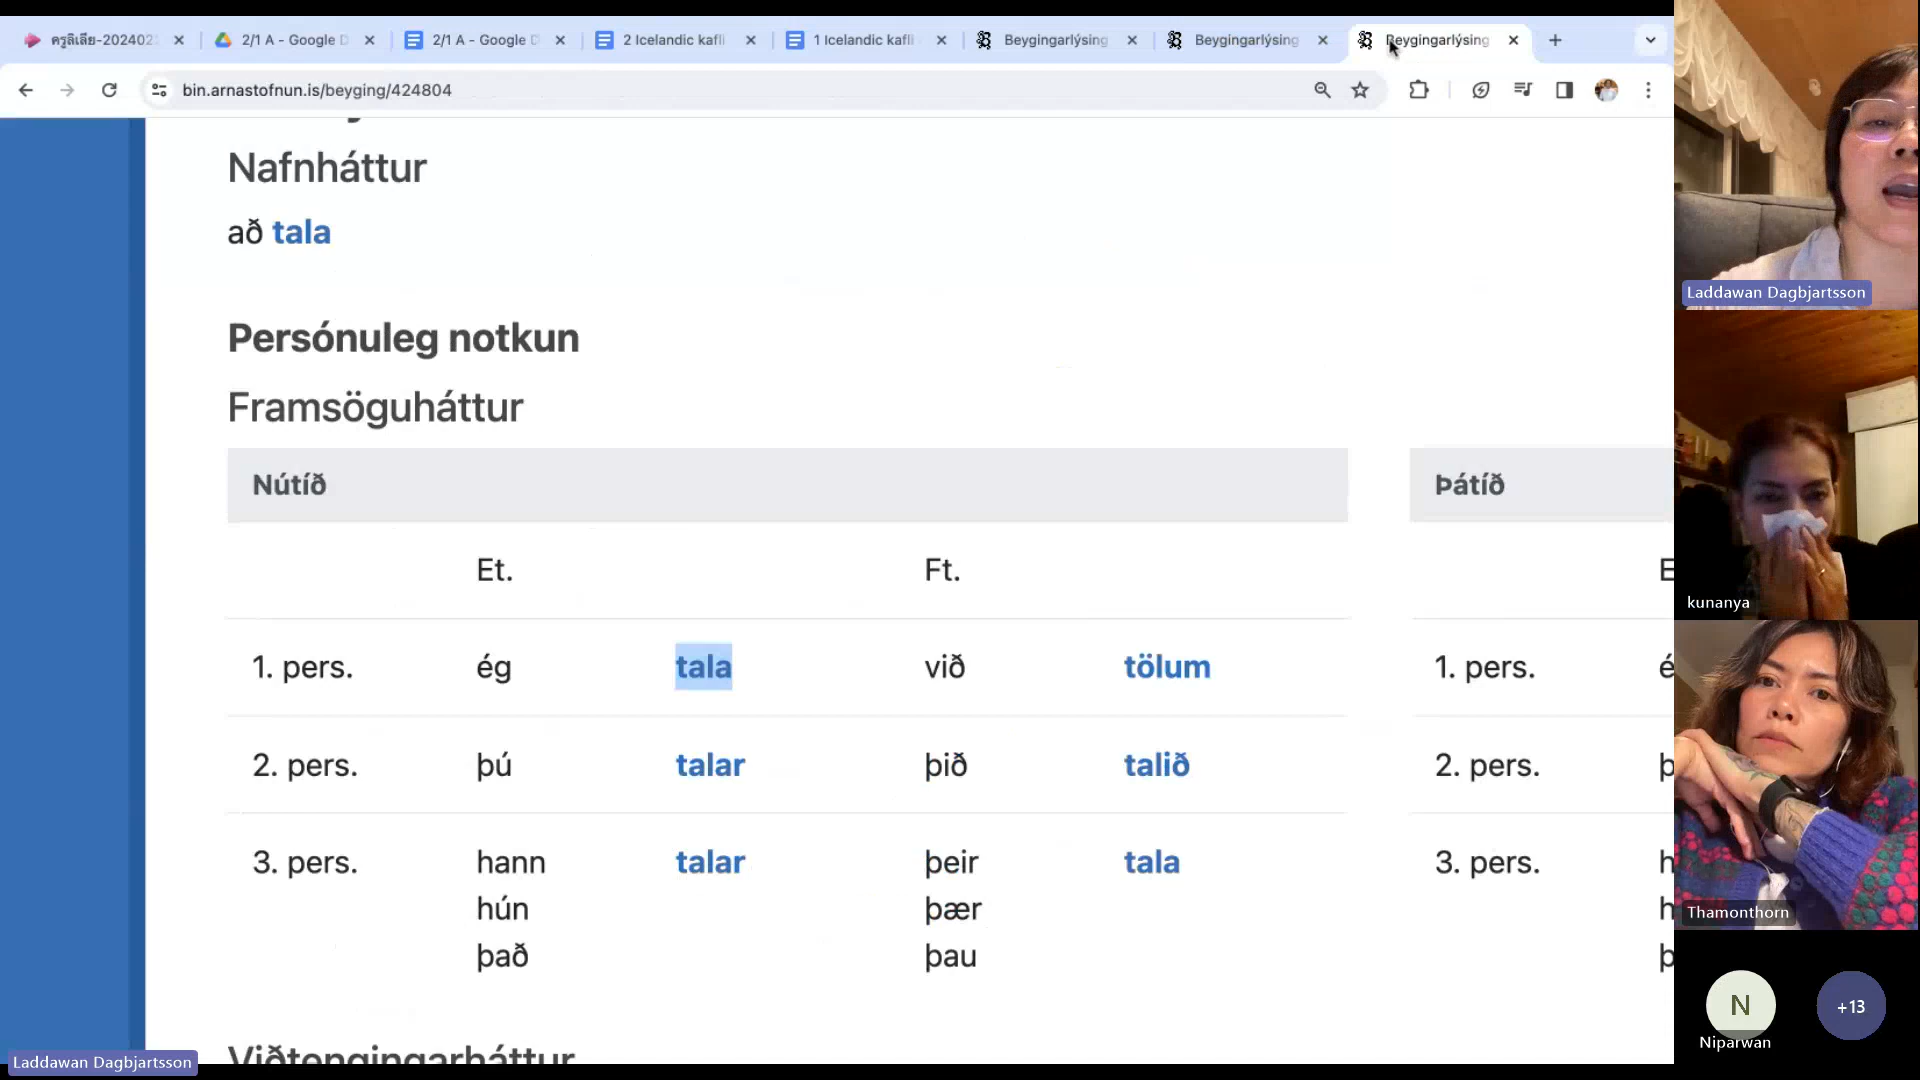 ครูลิเลีย-202402
2/1 A - Google D
2/1 A - Google D
2 Icelandic kafli
1 Icelandic kafli
Beygingarlýsing
Beygingarlýsing
Beygingarlýsing
bin.arnastofnun.is/beyging/424804
Nafnháttur
að tala
Persónuleg notkun
Framsöguháttur
Nútíð Þátíð
Et. Ft. E
1. pers. ég tala við tölum 1. pers. é
2. pers. þú talar þið talið 2. pers. þ
3. pers. hann talar þeir tala 3. pers. h
hún þær h
það þau þ
Viðtengingarháttur
Laddawan Dagbjartsson
Laddawan Dagbjartsson
kunanya
Thamonthorn
N
+13
Niparwan